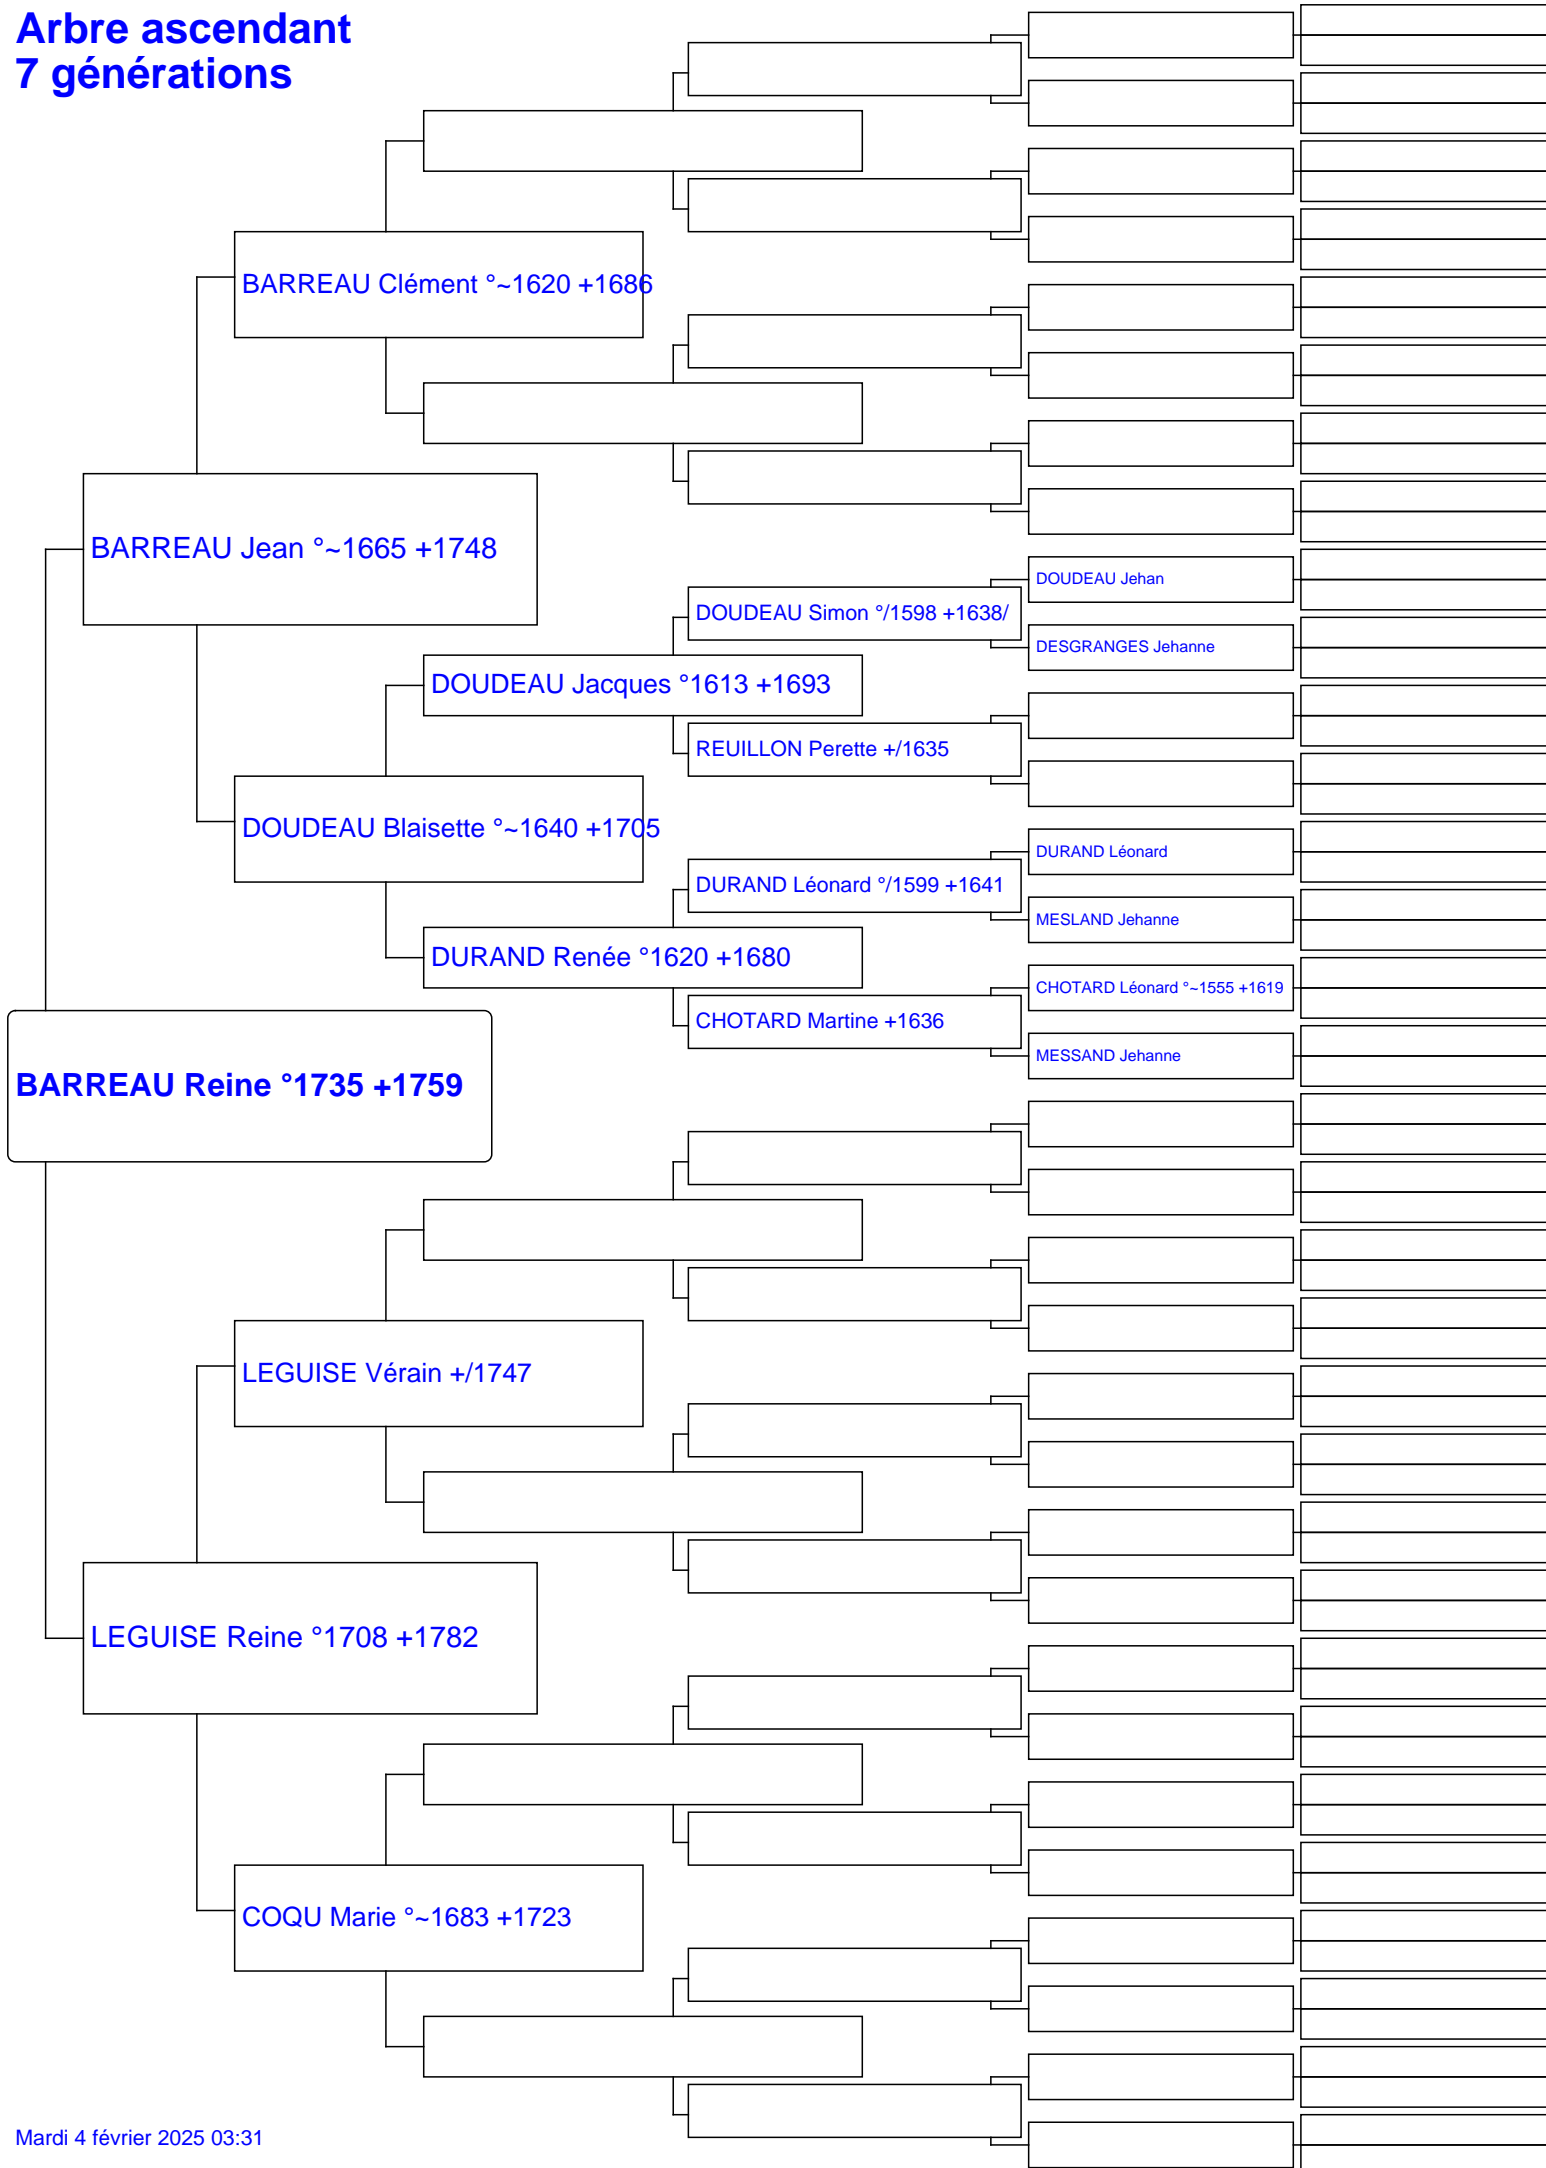 Arbre ascendant
7 générations
BARREAU Clément °~1620 +1686
BARREAU Jean °~1665 +1748
DOUDEAU Jehan
DOUDEAU Simon °/1598 +1638/
DESGRANGES Jehanne
DOUDEAU Jacques °1613 +1693
REUILLON Perette +/1635
DOUDEAU Blaisette °~1640 +1705
DURAND Léonard
DURAND Léonard °/1599 +1641
MESLAND Jehanne
DURAND Renée °1620 +1680
CHOTARD Léonard °~1555 +1619
CHOTARD Martine +1636
MESSAND Jehanne
BARREAU Reine °1735 +1759
LEGUISE Vérain +/1747
LEGUISE Reine °1708 +1782
COQU Marie °~1683 +1723
Mardi 4 février 2025 03:31